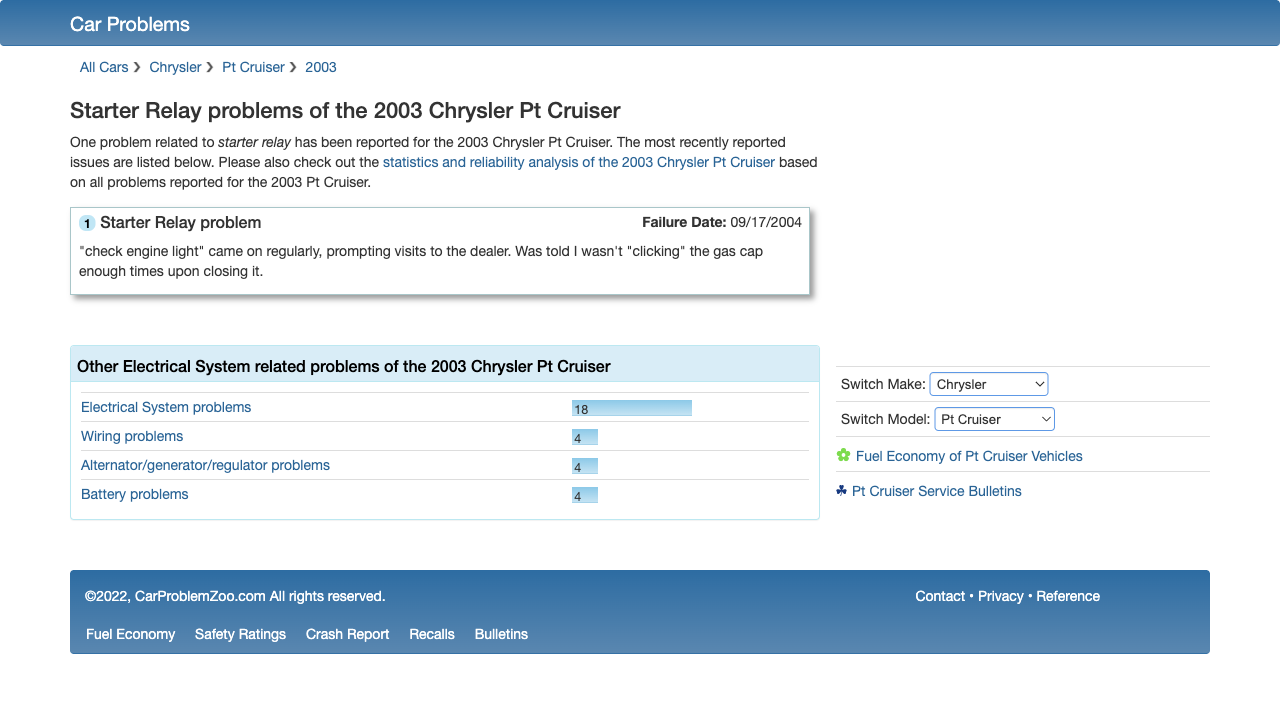 Car Problems
All Cars ❯ Chrysler ❯ Pt Cruiser ❯ 2003
Starter Relay problems of the 2003 Chrysler Pt Cruiser
One problem related to starter relay has been reported for the 2003 Chrysler Pt Cruiser. The most recently reported
issues are listed below. Please also check out the statistics and reliability analysis of the 2003 Chrysler Pt Cruiser based
on all problems reported for the 2003 Pt Cruiser.
1 Starter Relay problem Failure Date: 09/17/2004
"check engine light" came on regularly, prompting visits to the dealer. Was told I wasn't "clicking" the gas cap
enough times upon closing it.
Other Electrical System related problems of the 2003 Chrysler Pt Cruiser
Electrical System problems 18
Wiring problems 4
Alternator/generator/regulator problems 4
Battery problems 4
Switch Make: Chrysler
Switch Model: Pt Cruiser
Fuel Economy of Pt Cruiser Vehicles
Pt Cruiser Service Bulletins
©2022, CarProblemZoo.com All rights reserved.
Contact • Privacy • Reference
Fuel Economy Safety Ratings Crash Report Recalls Bulletins